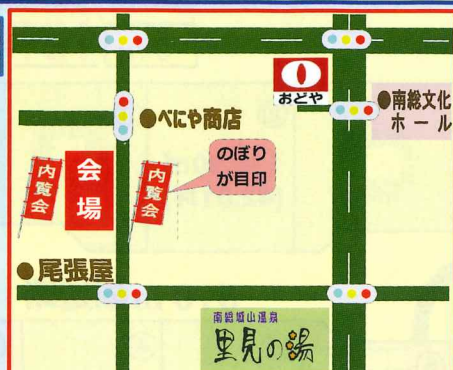 おどや
●南総文化
ホール
●べにや商店
のぼり
が目印
内覧会
会場
内覧会
●尾張屋
南総城山温泉
里見の湯